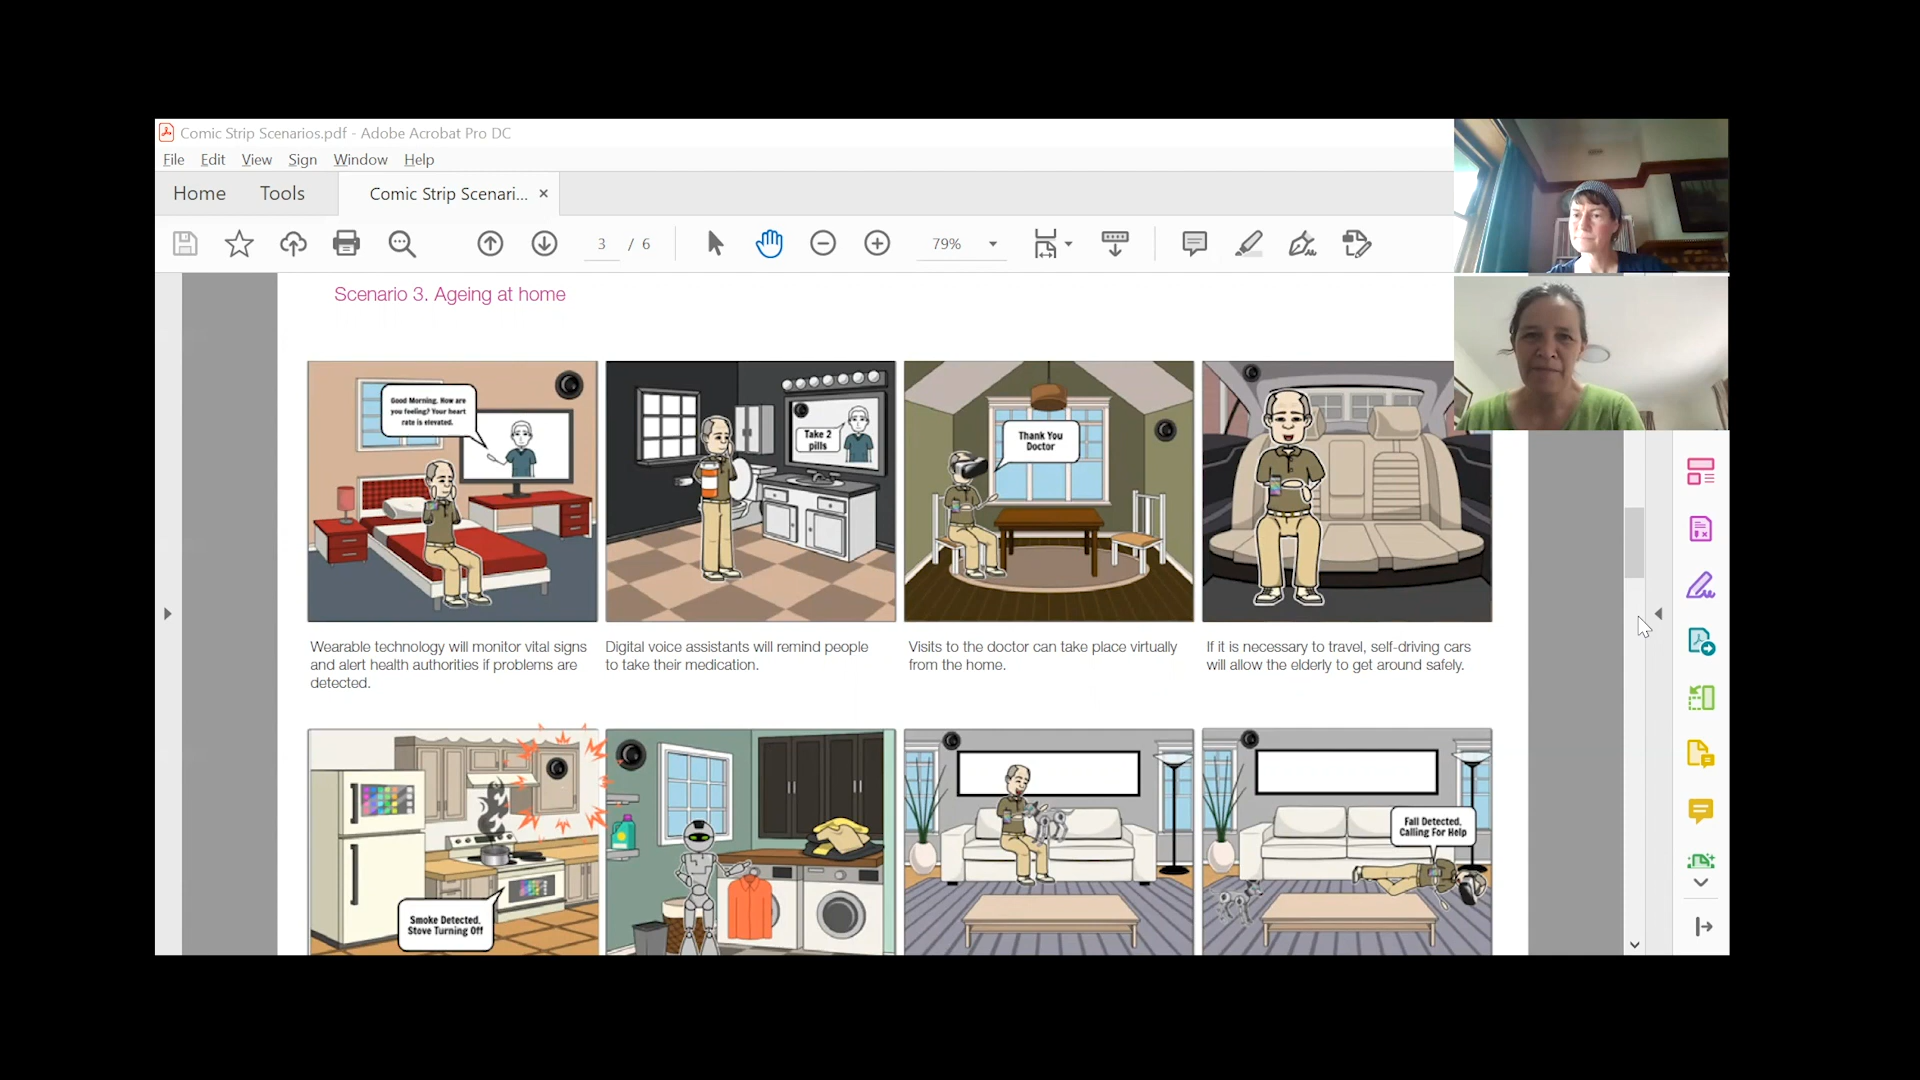 Comic Strip Scenarios.pdf - Adobe Acrobat Pro DC
File Edit View Sign Window Help
Home Tools Comic Strip Scenari... ×
3 / 6 79%
Scenario 3. Ageing at home
Good Morning, How are
you feeling? Your heart
rate is elevated.
Take 2
pills
Thank You
Doctor
Wearable technology will monitor vital signs
and alert health authorities if problems are
detected.
Digital voice assistants will remind people
to take their medication.
Visits to the doctor can take place virtually
from the home.
If it is necessary to travel, self-driving cars
will allow the elderly to get around safely.
Smoke Detected,
Stove Turning Off
Fall Detected,
Calling For Help